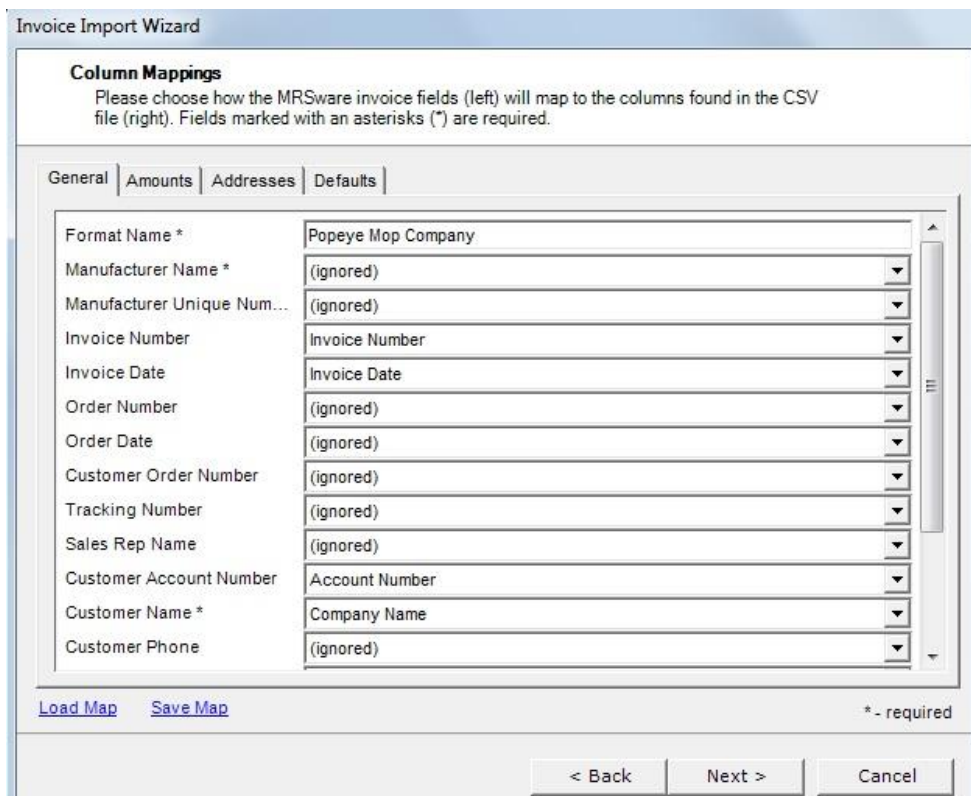 Invoice Import Wizard
Column Mappings
Please choose how the MRSware invoice fields (left) will map to the columns found in the CSV
file (right). Fields marked with an asterisks (*) are required.
General Amounts Addresses Defaults
Format Name * Popeye Mop Company
Manufacturer Name * (ignored)
Manufacturer Unique Num... (ignored)
Invoice Number Invoice Number
Invoice Date Invoice Date
Order Number (ignored)
Order Date (ignored)
Customer Order Number (ignored)
Tracking Number (ignored)
Sales Rep Name (ignored)
Customer Account Number Account Number
Customer Name * Company Name
Customer Phone (ignored)
Load Map Save Map * - required
< Back Next > Cancel